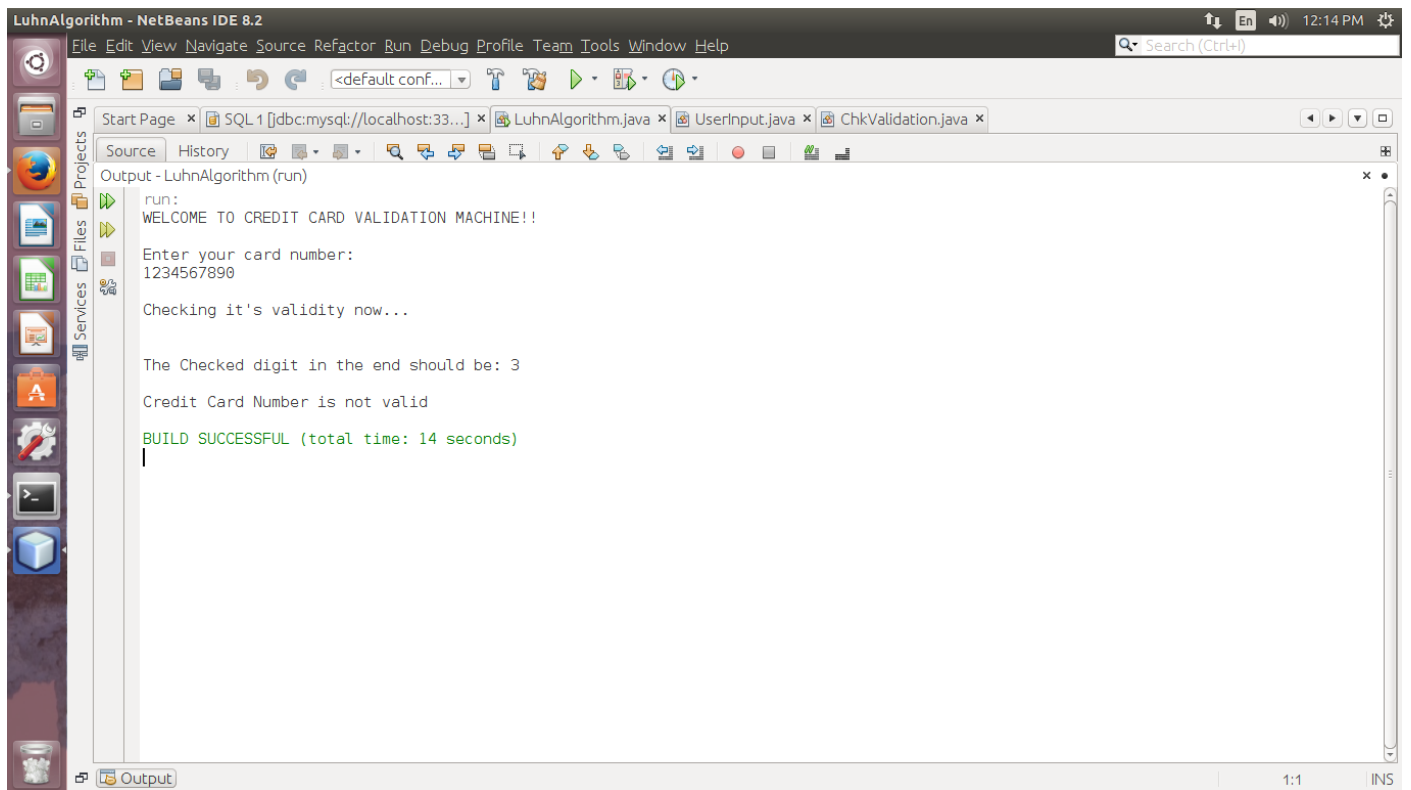 LuhnAlgorithm - NetBeans IDE 8.2
En
12:14 PM
File Edit View Navigate Source Refactor Run Debug Profile Team Tools Window Help
Search (Ctrl+I)
<default conf...
Start Page
SQL 1 [jdbc:mysql://localhost:33...]
LuhnAlgorithm.java
UserInput.java
ChkValidation.java
Projects
Files
Services
Source
History
Output - LuhnAlgorithm (run)
run:
WELCOME TO CREDIT CARD VALIDATION MACHINE!!
Enter your card number:
1234567890
Checking it's validity now...
The Checked digit in the end should be: 3
Credit Card Number is not valid
BUILD SUCCESSFUL (total time: 14 seconds)
Output
1:1
INS